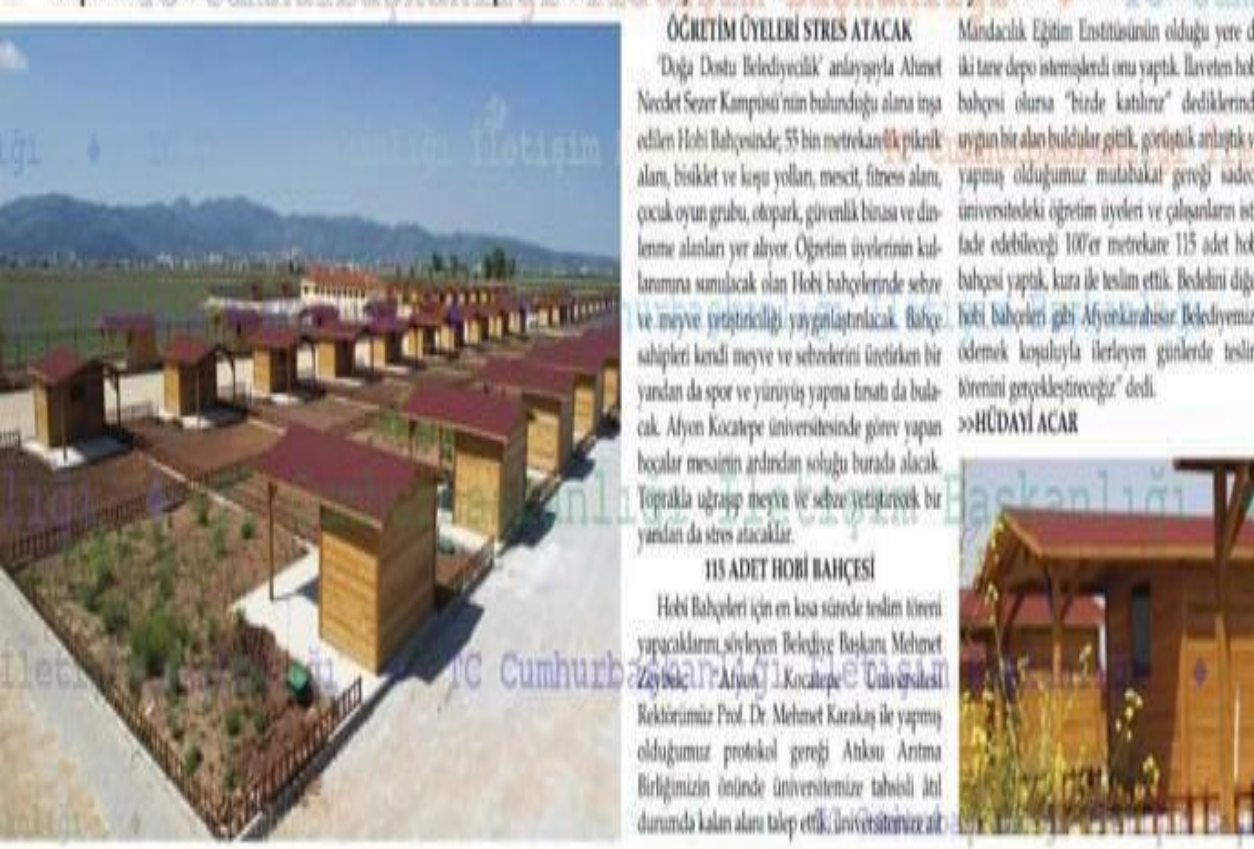 ÖĞRETİM ÜYELERİ STRES ATACAK
'Doğa Dostu Belediyecilik' anlayışıyla Ahmet
Necdet Sezer Kampüsü'nün bulunduğu alana inşa
edilen Hobi Bahçesinde; 55 bin metrekarelik piknik
alanı, bisiklet ve koşu yolları, mescit, fitness alanı,
çocuk oyun grubu, otopark, güvenlik binası ve din-
lenme alanları yer alıyor. Öğretim üyelerinin kul-
lanımına sunulacak olan Hobi bahçelerinde sebze
ve meyve yetiştiriciliği yaygınlaştırılacak. Bahçe
sahipleri kendi meyve ve sebzelerini üretirken bir
yandan da spor ve yürüyüş yapma fırsatı da bula-
cak. Afyon Kocatepe üniversitesinde görev yapan
hocalar mesainin ardından soluğu burada alacak.
Toprakla uğraşıp meyve ve sebze yetiştirecek bir
yandan da stres atacaklar.
115 ADET HOBİ BAHÇESİ
Hobi Bahçeleri için en kısa sürede teslim töreni
yapacaklarını söyleyen Belediye Başkanı Mehmet
Zeybek; "Afyon Kocatepe Üniversitesi
Rektörümüz Prof. Dr. Mehmet Karakaş ile yapmış
olduğumuz protokol gereği Atıksu Arıtma
Birliğimizin önünde üniversitemize tahsisli atıl
durumda kalan alanı talep ettik, üniversitemize ait
Mandacılık Eğitim Enstitüsünün olduğu yere d
iki tane depo istemişlerdi onu yaptık. İlaveten hob
bahçesi olursa "bizde katılırız" dediklerind
uygun bir alan buldular gittik, görüştük anlaştık v
yapmış olduğumuz mutabakat gereği sadec
üniversitedeki öğretim üyeleri ve çalışanların isti
fade edebileceği 100'er metrekare 115 adet hob
bahçesi yaptık, kura ile teslim ettik. Bedelini diğe
hobi bahçeleri gibi Afyonkarahisar Belediyemiz
ödemek koşuluyla ilerleyen günlerde teslim
törenini gerçekleştireceğiz" dedi.
>>HÜDAYİ ACAR
TC Cumhurbaşkanlığı İletişim Başkanlığı